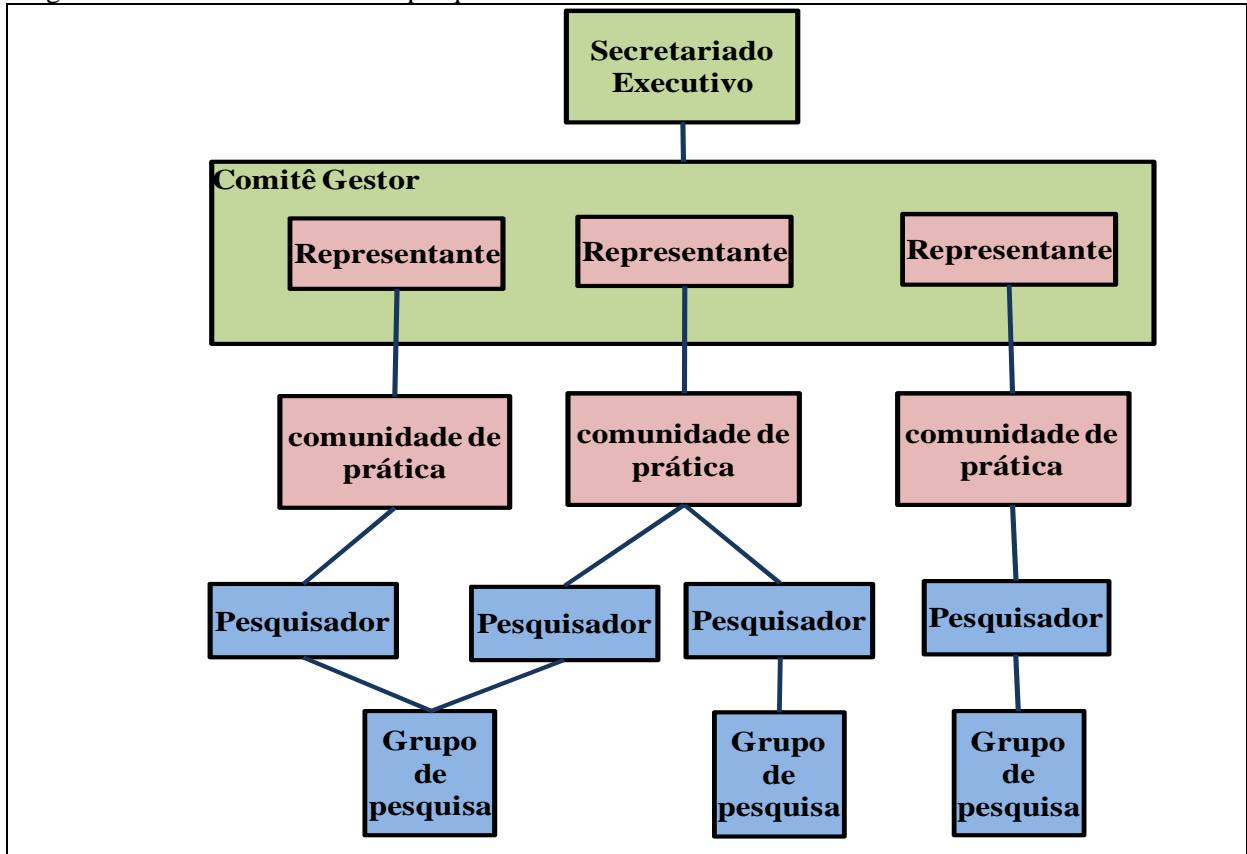 Secretariado
Executivo
Comitê Gestor
Representante
Representante
Representante
comunidade de
prática
comunidade de
prática
comunidade de
prática
Pesquisador
Pesquisador
Pesquisador
Pesquisador
Grupo
de
pesquisa
Grupo
de
pesquisa
Grupo
de
pesquisa